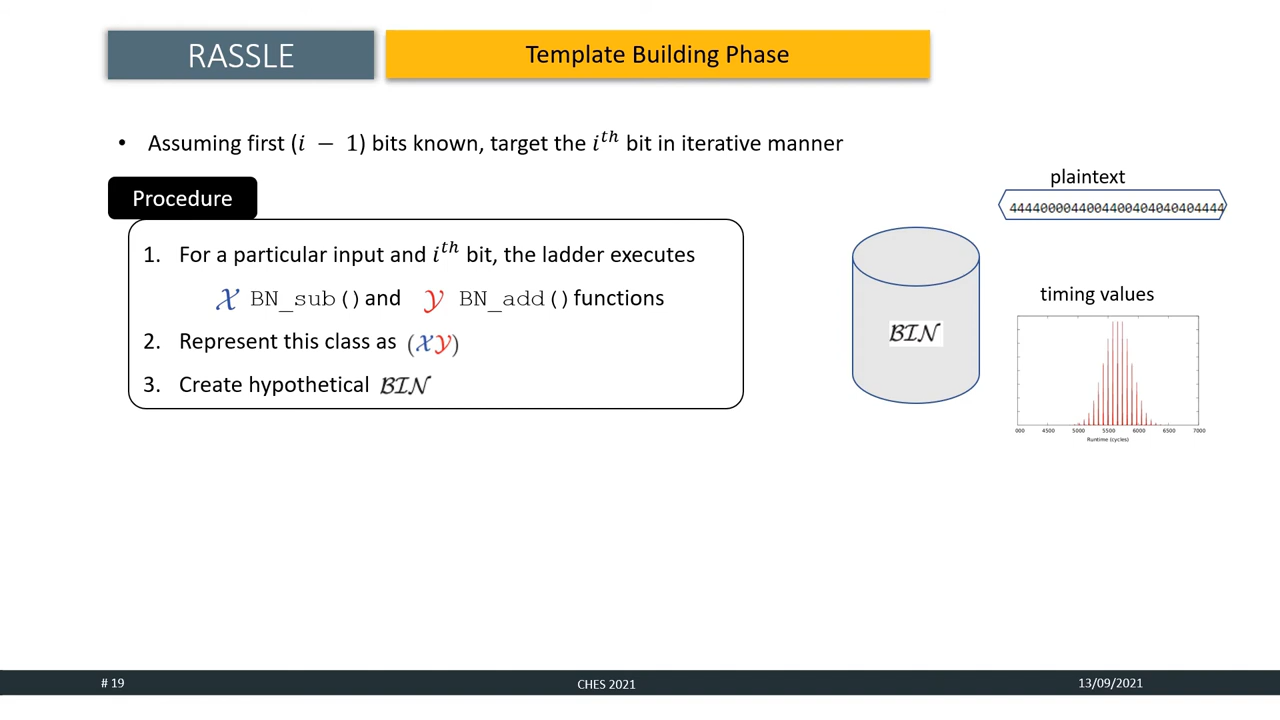 RASSLE
Template Building Phase
• Assuming first (i − 1) bits known, target the i^th bit in iterative manner
Procedure
1. For a particular input and i^th bit, the ladder executes
𝒳 BN_sub() and 𝒴 BN_add() functions
2. Represent this class as (𝒳𝒴)
3. Create hypothetical ℬℐ𝒩
ℬℐ𝒩
plaintext
4444000044004400404040404444
timing values
000 4500 5000 5500 6000 6500 7000
Runtime (cycles)
# 19
CHES 2021
13/09/2021